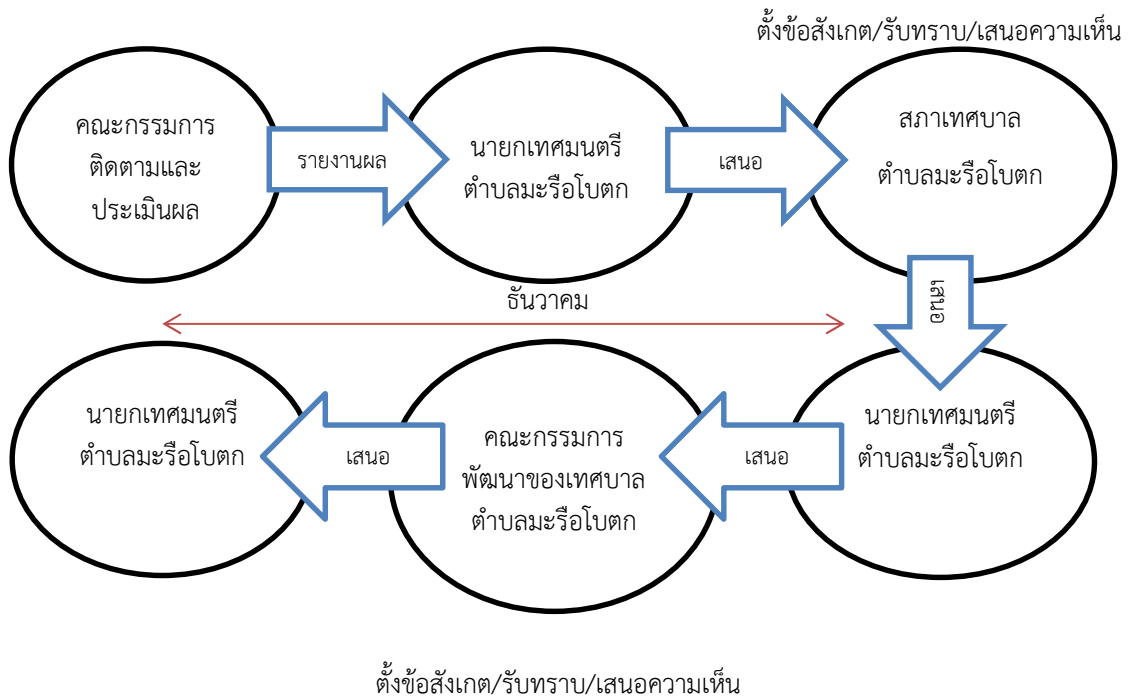 ตั้งข้อสังเกต/รับทราบ/เสนอความเห็น
คณะกรรมการ
ติดตามและ
ประเมินผล
รายงานผล
นายกเทศมนตรี
ตำบลมะรือโบตก
เสนอ
สภาเทศบาล
ตำบลมะรือโบตก
เสนอ
ธันวาคม
นายกเทศมนตรี
ตำบลมะรือโบตก
เสนอ
คณะกรรมการ
พัฒนาของเทศบาล
ตำบลมะรือโบตก
เสนอ
นายกเทศมนตรี
ตำบลมะรือโบตก
ตั้งข้อสังเกต/รับทราบ/เสนอความเห็น